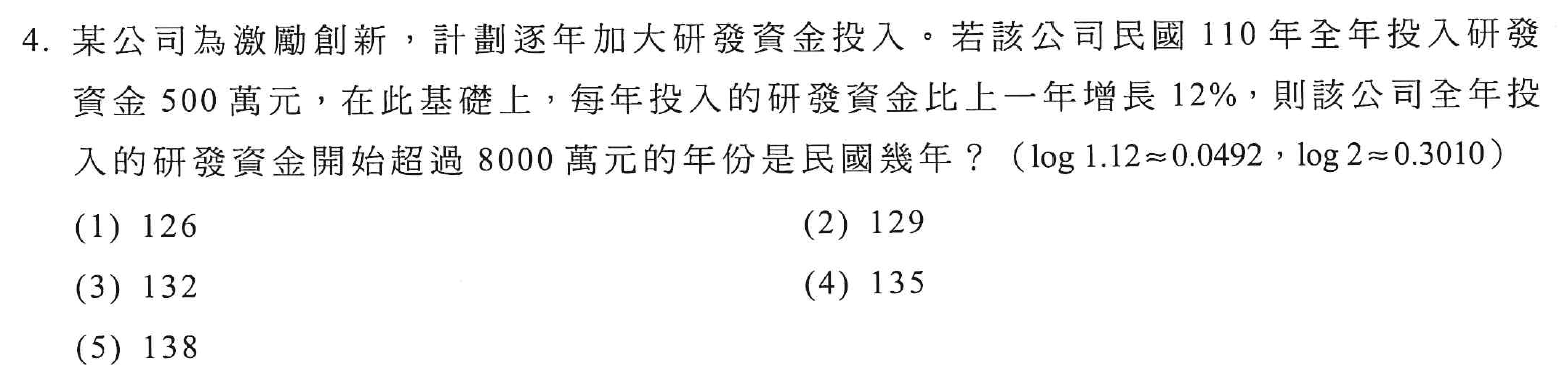 4. 某公司為激勵創新，計劃逐年加大研發資金投入。若該公司民國 110 年全年投入研發
資金 500 萬元，在此基礎上，每年投入的研發資金比上一年增長 12%，則該公司全年投
入的研發資金開始超過 8000 萬元的年份是民國幾年？（log 1.12≈0.0492，log 2≈0.3010）
(1) 126 (2) 129
(3) 132 (4) 135
(5) 138